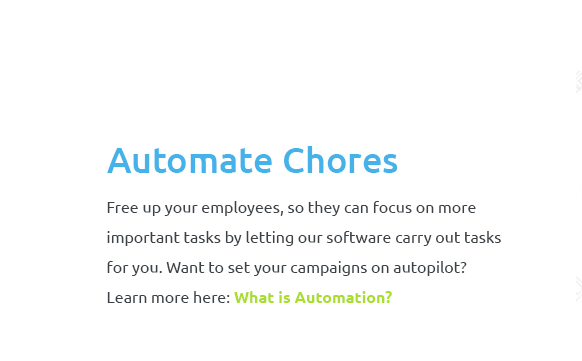 Automate Chores
Free up your employees, so they can focus on more
important tasks by letting our software carry out tasks
for you. Want to set your campaigns on autopilot?
Learn more here: What is Automation?